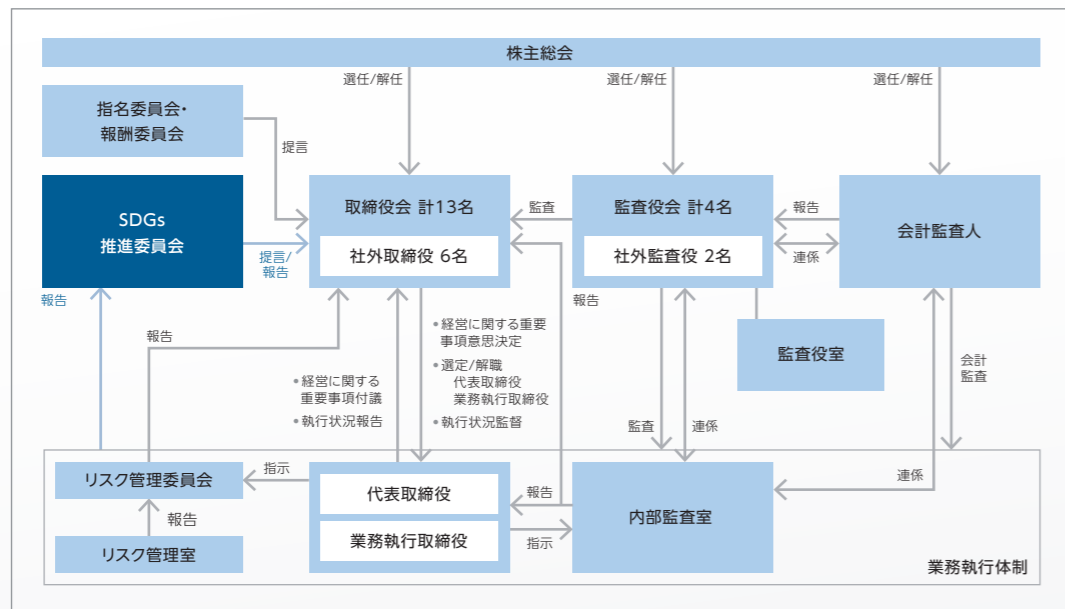 株主総会
選任/解任
選任/解任
選任/解任
指名委員会・
報酬委員会
提言
SDGs
推進委員会
提言/
報告
取締役会 計13名
社外取締役 6名
監査
監査役会 計4名
社外監査役 2名
報告
連係
会計監査人
報告
報告
報告
監査役室
•経営に関する重要
事項意思決定
•選定/解職
代表取締役
業務執行取締役
•執行状況監督
•経営に関する
重要事項付議
•執行状況報告
会計
監査
監査
連係
連係
リスク管理委員会
指示
報告
リスク管理室
代表取締役
業務執行取締役
報告
指示
内部監査室
業務執行体制